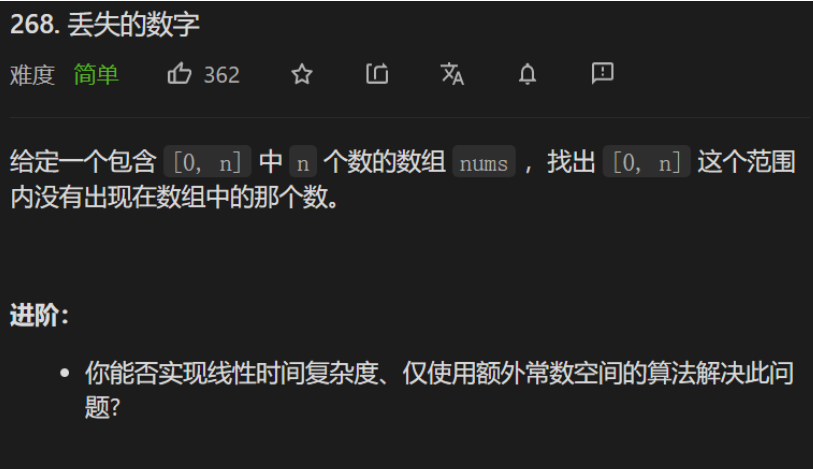 268. 丢失的数字
难度 简单 362
给定一个包含 [0, n] 中 n 个数的数组 nums ，找出 [0, n] 这个范围
内没有出现在数组中的那个数。
进阶：
• 你能否实现线性时间复杂度、仅使用额外常数空间的算法解决此问
题?